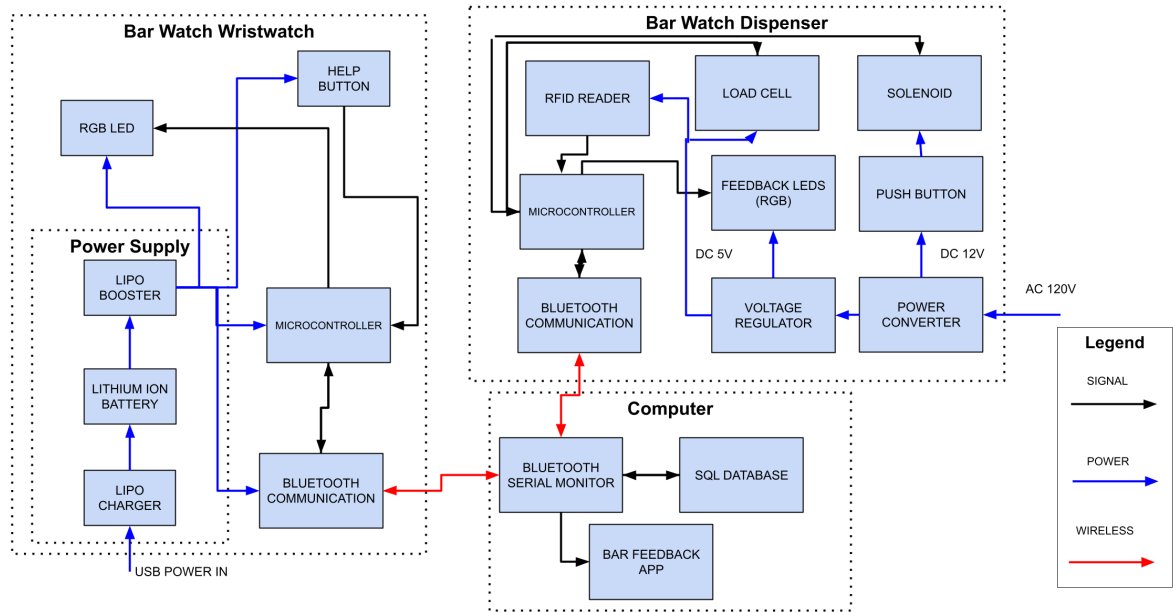 Bar Watch Wristwatch
HELP
BUTTON
RGB LED
Power Supply
LIPO
BOOSTER
MICROCONTROLLER
LITHIUM ION
BATTERY
LIPO
CHARGER
BLUETOOTH
COMMUNICATION
USB POWER IN
Bar Watch Dispenser
RFID READER
LOAD CELL
SOLENOID
MICROCONTROLLER
FEEDBACK LEDS
(RGB)
PUSH BUTTON
DC 5V
DC 12V
BLUETOOTH
COMMUNICATION
VOLTAGE
REGULATOR
POWER
CONVERTER
AC 120V
Computer
BLUETOOTH
SERIAL MONITOR
SQL DATABASE
BAR FEEDBACK
APP
Legend
SIGNAL
POWER
WIRELESS